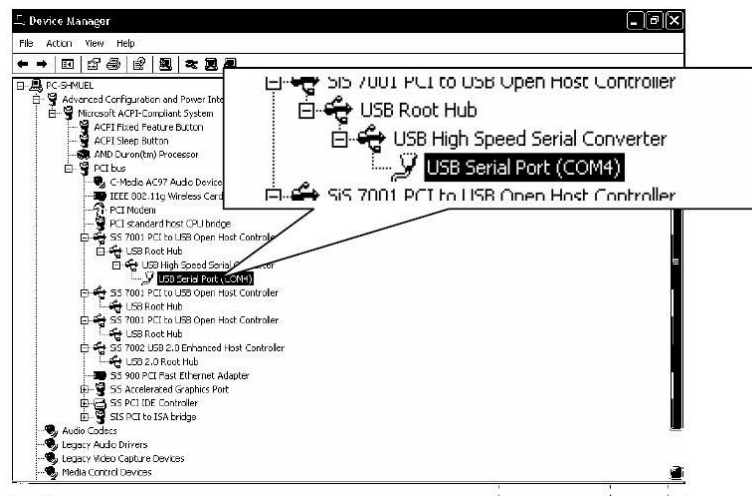 Device Manager
File Action View Help
PC-SHMUEL
Advanced Configuration and Power Inte
Microsoft ACPI-Compliant System
ACPI Fixed Feature Button
ACPI Sleep Button
AMD Duron(tm) Processor
PCI bus
C-Media AC97 Audio Device
IEEE 802.11g Wireless Card
PCI Modem
PCI standard host CPU bridge
SiS 7001 PCI to USB Open Host Controlle
USB Root Hub
USB High Speed Serial Converter
USB Serial Port (COM4)
SiS 7001 PCI to USB Open Host Controller
USB Root Hub
SiS 7001 PCI to USB Open Host Controller
USB Root Hub
SiS 7002 USB 2.0 Enhanced Host Controller
USB 2.0 Root Hub
SiS 900 PCI Fast Ethernet Adapter
SiS Accelerated Graphics Port
SiS PCI IDE Controller
SIS PCI to ISA bridge
Audio Codecs
Legacy Audio Drivers
Legacy Video Capture Devices
Media Control Devices
SiS 7001 PCI to USB Open Host Controller
USB Root Hub
USB High Speed Serial Converter
USB Serial Port (COM4)
SiS 7001 PCI to USB Open Host Controller